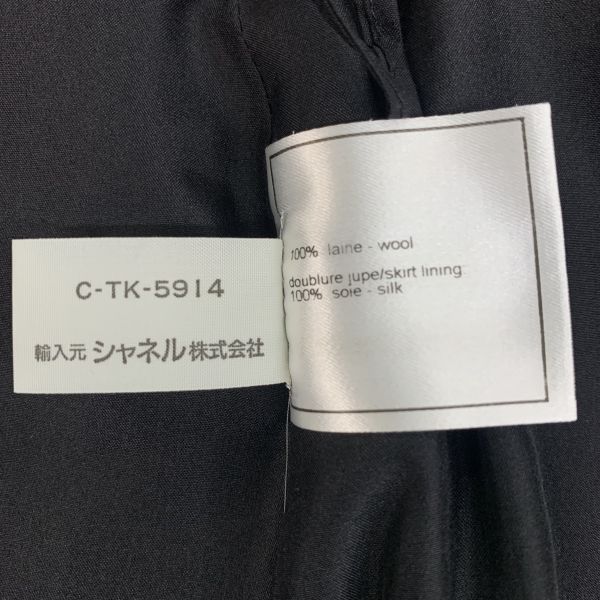 C-TK-5914
輸入元 シャネル株式会社
100% laine - wool
doublure jupe/skirt lining:
100% soie - silk